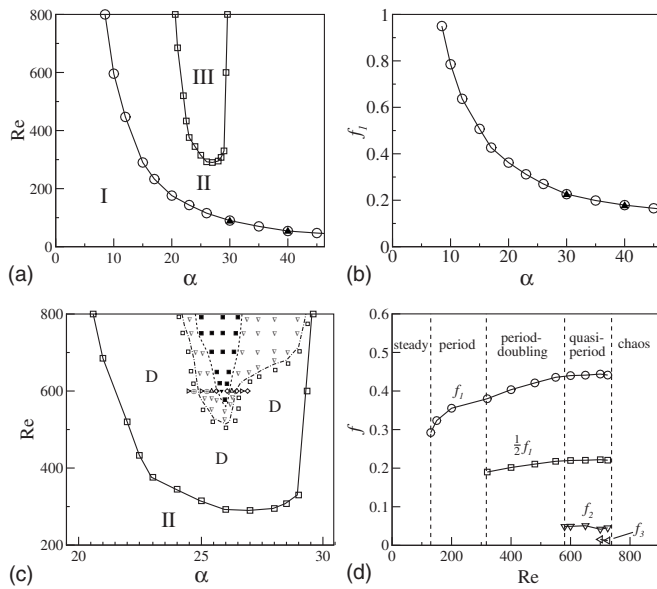 800
600
400
200
0
Re
I
II
III
10
20
30
40
α
(a)
1
0.8
0.6
0.4
0.2
0
f1
10
20
30
40
α
(b)
800
600
400
200
Re
D
D
D
II
20
25
30
α
(c)
0.6
0.5
0.4
0.3
0.2
0.1
0.0
f
steady
period
period-
doubling
quasi-
period
chaos
f1
1/2 f1
f2
f3
0
200
400
600
800
Re
(d)